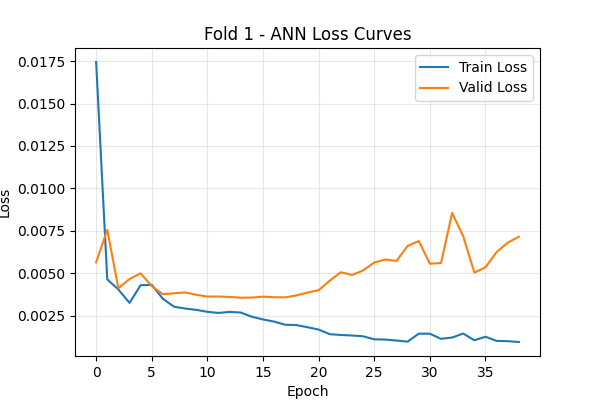 Fold 1 - ANN Loss Curves
Train Loss
Valid Loss
0.0175
0.0150
0.0125
0.0100
0.0075
0.0050
0.0025
Loss
0 5 10 15 20 25 30 35
Epoch